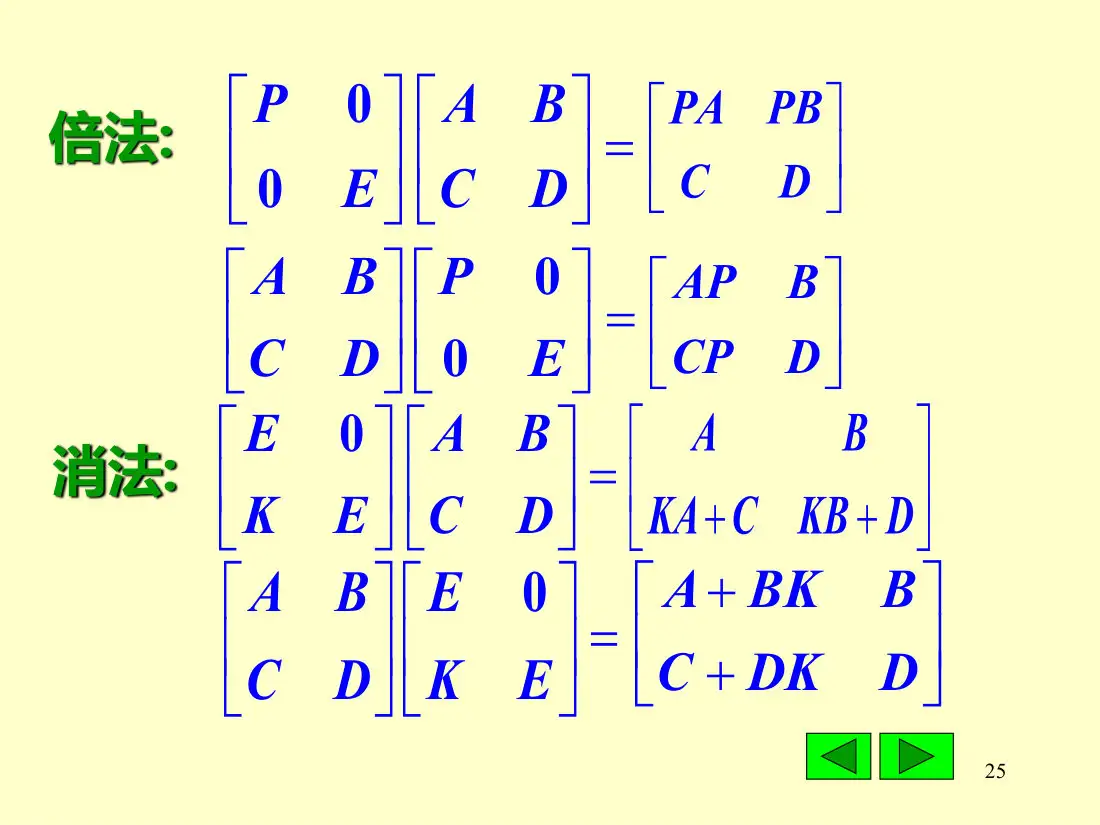 倍法:
[P 0; 0 E] [A B; C D] = [PA PB; C D]
[A B; C D] [P 0; 0 E] = [AP B; CP D]
消法:
[E 0; K E] [A B; C D] = [A B; KA+C KB+D]
[A B; C D] [E 0; K E] = [A+BK B; C+DK D]
25